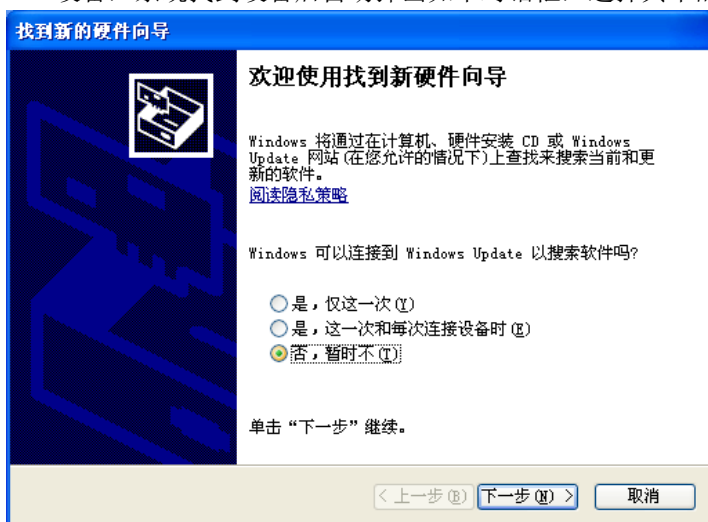 找到新的硬件向导
欢迎使用找到新硬件向导
Windows 将通过在计算机、硬件安装 CD 或 Windows
Update 网站(在您允许的情况下)上查找来搜索当前和更
新的软件。
阅读隐私策略
Windows 可以连接到 Windows Update 以搜索软件吗?
是，仅这一次(Y)
是，这一次和每次连接设备时(E)
否，暂时不(T)
单击“下一步”继续。
< 上一步(B) 下一步(N) > 取消